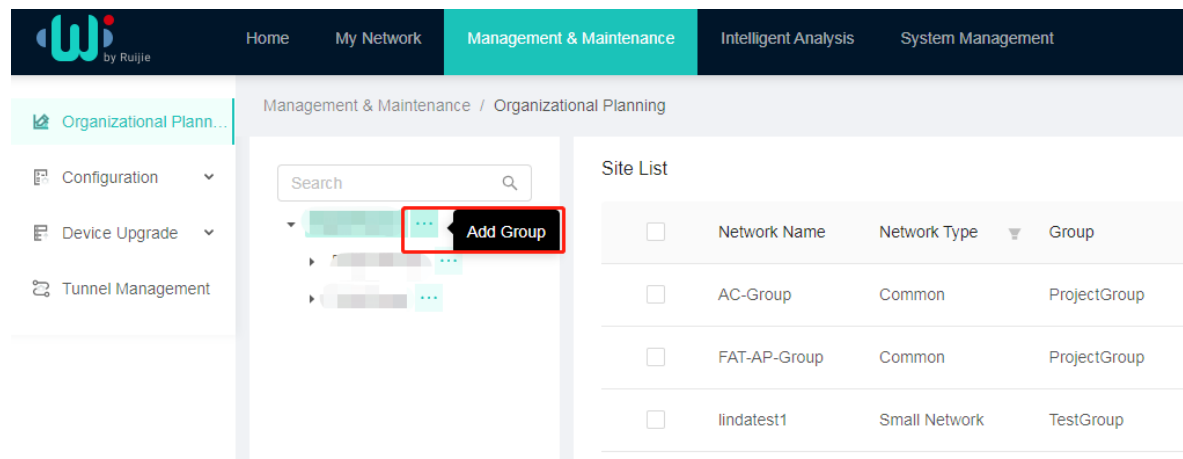 by Ruijie
Home My Network Management & Maintenance Intelligent Analysis System Management
Organizational Plann...
Configuration
Device Upgrade
Tunnel Management
Management & Maintenance / Organizational Planning
Search
...
Add Group
...
...
Site List
Network Name Network Type Group
AC-Group Common ProjectGroup
FAT-AP-Group Common ProjectGroup
lindatest1 Small Network TestGroup